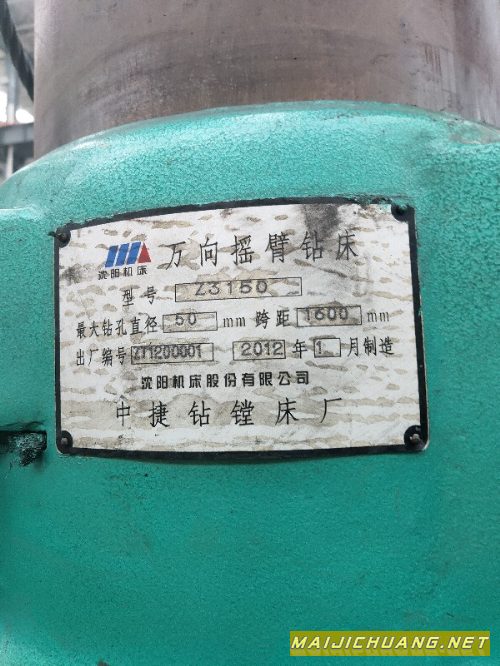 沈阳机床
万向摇臂钻床
型号 Z3150
最大钻孔直径 50 mm 跨距 1600 mm
出厂编号 ZT1200001 2012 年 1 月制造
沈阳机床股份有限公司
中捷钻镗床厂
MAIJICHUANG.NET